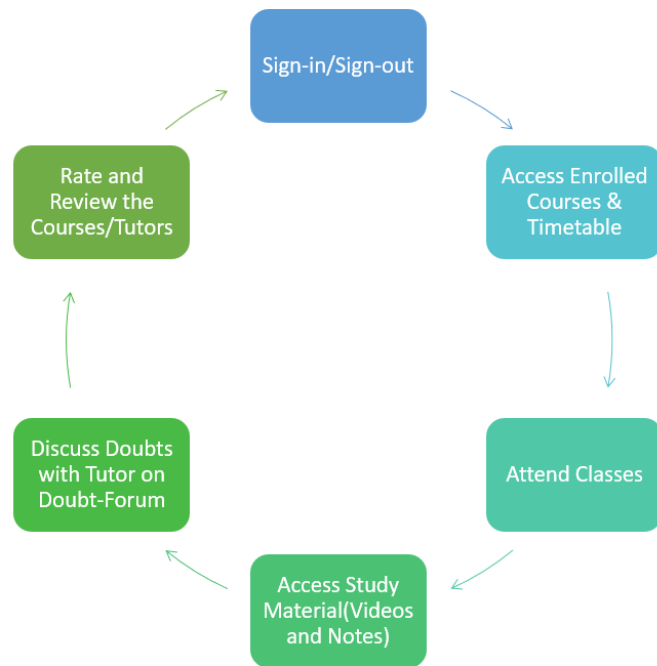 Sign-in/Sign-out
Access Enrolled
Courses &
Timetable
Attend Classes
Access Study
Material(Videos
and Notes)
Discuss Doubts
with Tutor on
Doubt-Forum
Rate and
Review the
Courses/Tutors